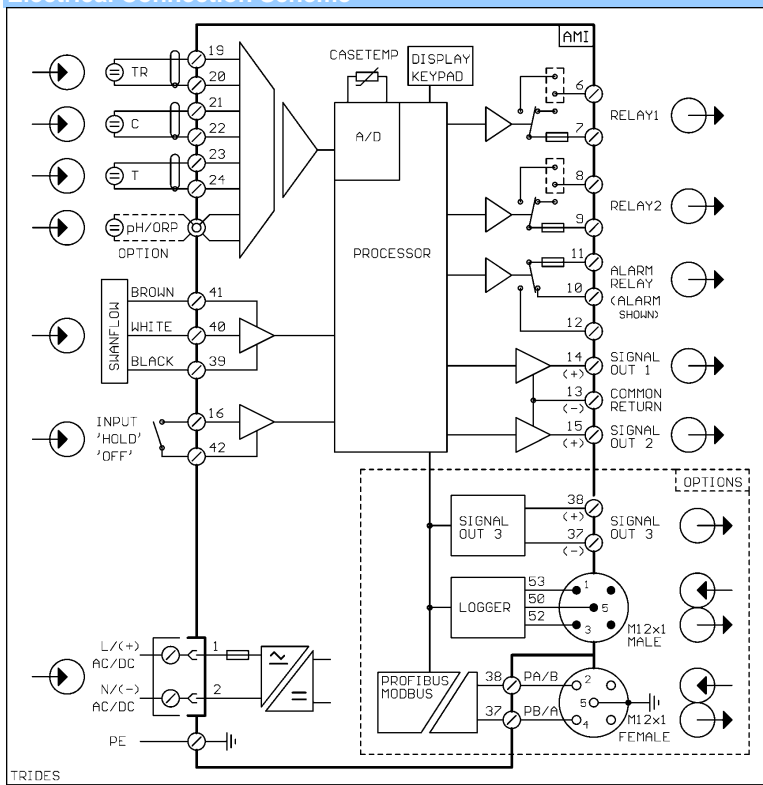 Electrical Connection Scheme
AMI
19
TR
20
21
C
22
23
T
24
pH/ORP
OPTION
CASETEMP
DISPLAY
KEYPAD
A/D
PROCESSOR
6
RELAY1
7
8
RELAY2
9
11
ALARM
RELAY
10
(ALARM
SHOWN)
12
SWANFLOW
BROWN
41
WHITE
40
BLACK
39
14
(+)
SIGNAL
OUT 1
13
(-)
COMMON
RETURN
15
(+)
SIGNAL
OUT 2
INPUT
'HOLD'
'OFF'
16
42
OPTIONS
SIGNAL
OUT 3
38
(+)
37
(-)
SIGNAL
OUT 3
LOGGER
53
50
52
1
5
3
M12x1
MALE
PROFIBUS
MODBUS
38
PA/B
37
PB/A
2
5
4
M12x1
FEMALE
L/(+)
AC/DC
1
N/(-)
AC/DC
2
PE
TRIDES